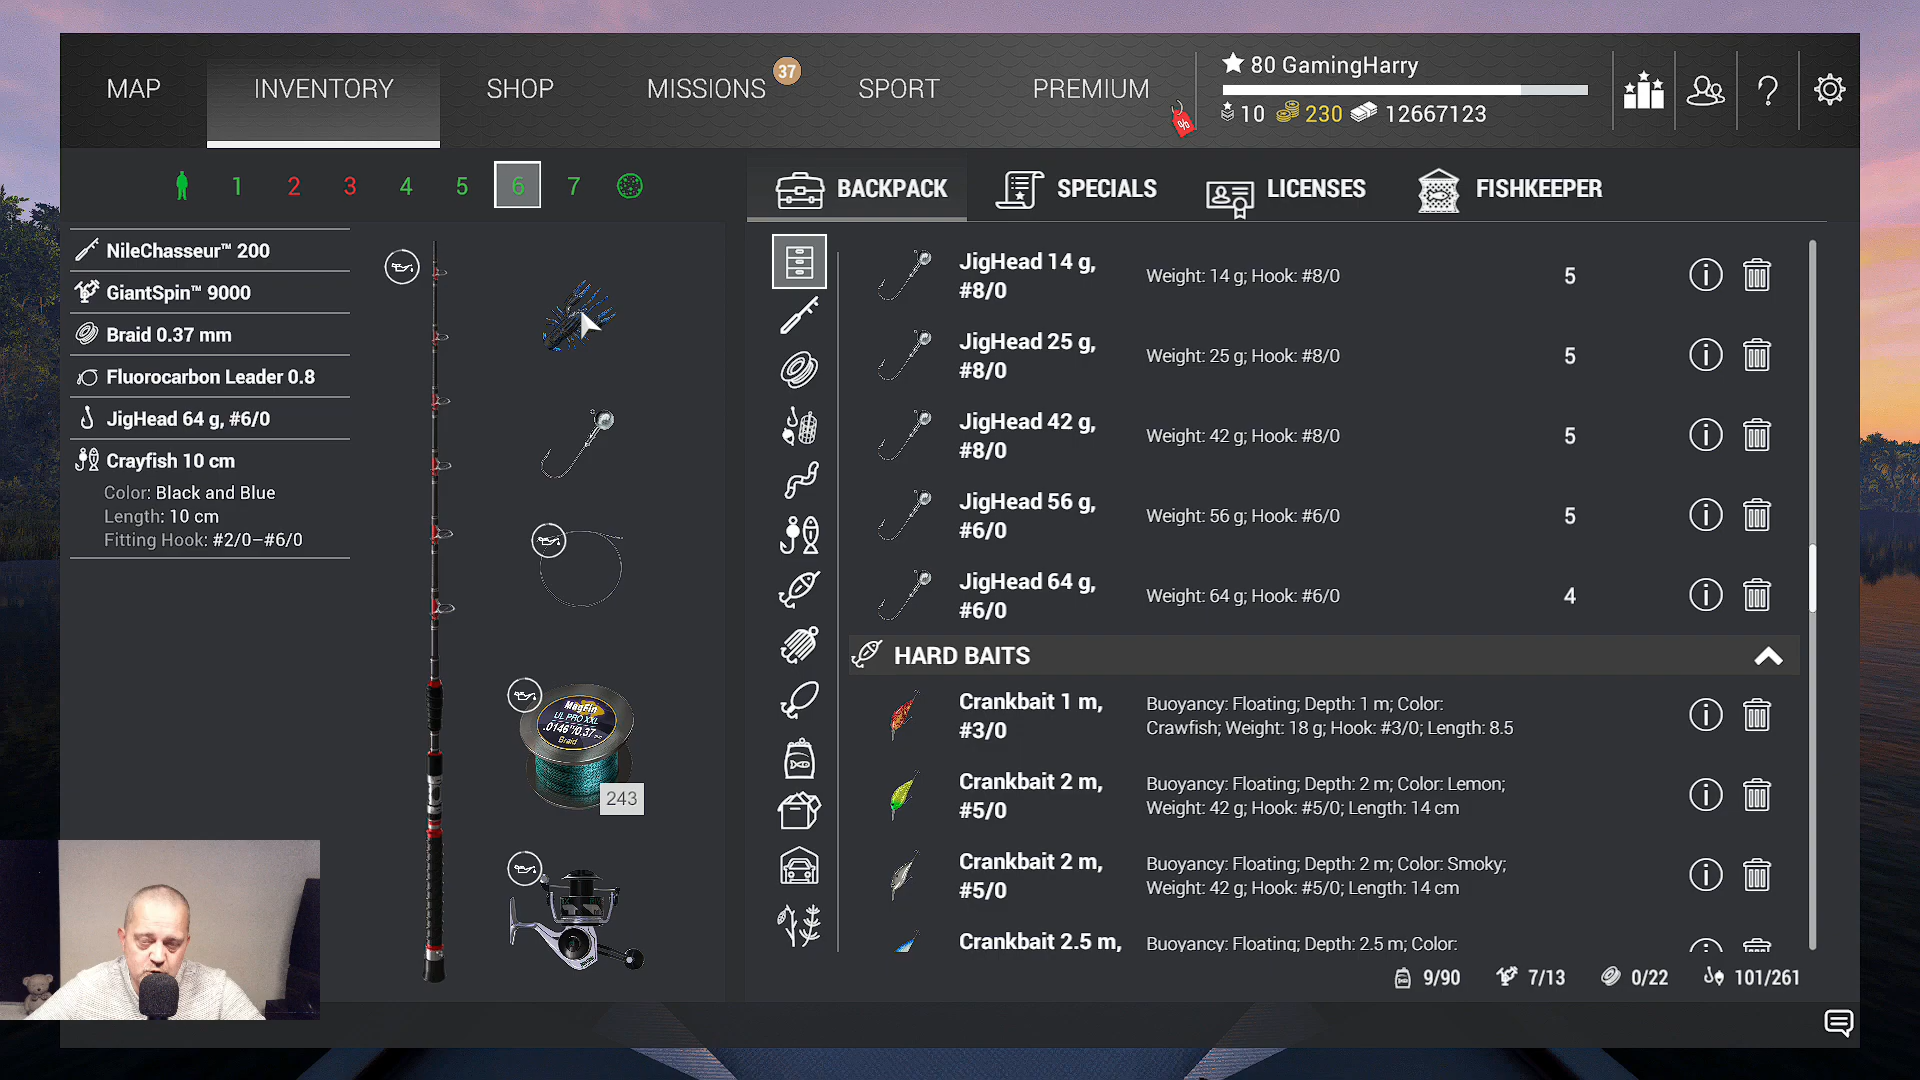 MAP
INVENTORY
SHOP
MISSIONS
37
SPORT
PREMIUM
%
80 GamingHarry
10 230 12667123
1 2 3 4 5 6 7
BACKPACK
SPECIALS
LICENSES
FISHKEEPER
NileChasseur™ 200
GiantSpin™ 9000
Braid 0.37 mm
Fluorocarbon Leader 0.8
JigHead 64 g, #6/0
Crayfish 10 cm
Color: Black and Blue
Length: 10 cm
Fitting Hook: #2/0–#6/0
MagFin
UL PRO XXL
.0146"/0.37
Braid
243
JigHead 14 g,
#8/0
Weight: 14 g; Hook: #8/0
5
JigHead 25 g,
#8/0
Weight: 25 g; Hook: #8/0
5
JigHead 42 g,
#8/0
Weight: 42 g; Hook: #8/0
5
JigHead 56 g,
#6/0
Weight: 56 g; Hook: #6/0
5
JigHead 64 g,
#6/0
Weight: 64 g; Hook: #6/0
4
HARD BAITS
Crankbait 1 m,
#3/0
Buoyancy: Floating; Depth: 1 m; Color:
Crawfish; Weight: 18 g; Hook: #3/0; Length: 8.5
Crankbait 2 m,
#5/0
Buoyancy: Floating; Depth: 2 m; Color: Lemon;
Weight: 42 g; Hook: #5/0; Length: 14 cm
Crankbait 2 m,
#5/0
Buoyancy: Floating; Depth: 2 m; Color: Smoky;
Weight: 42 g; Hook: #5/0; Length: 14 cm
Crankbait 2.5 m,
Buoyancy: Floating; Depth: 2.5 m; Color:
9/90
7/13
0/22
101/261